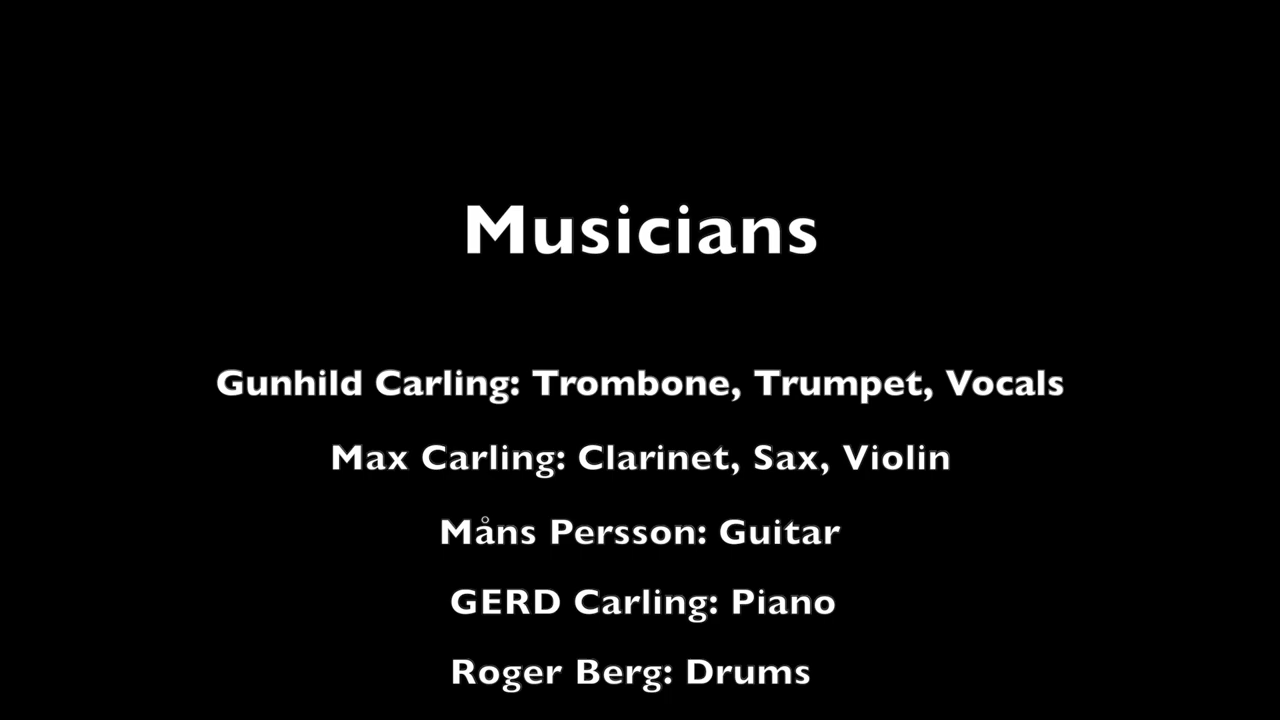 Musicians
Gunhild Carling: Trombone, Trumpet, Vocals
Max Carling: Clarinet, Sax, Violin
Måns Persson: Guitar
GERD Carling: Piano
Roger Berg: Drums